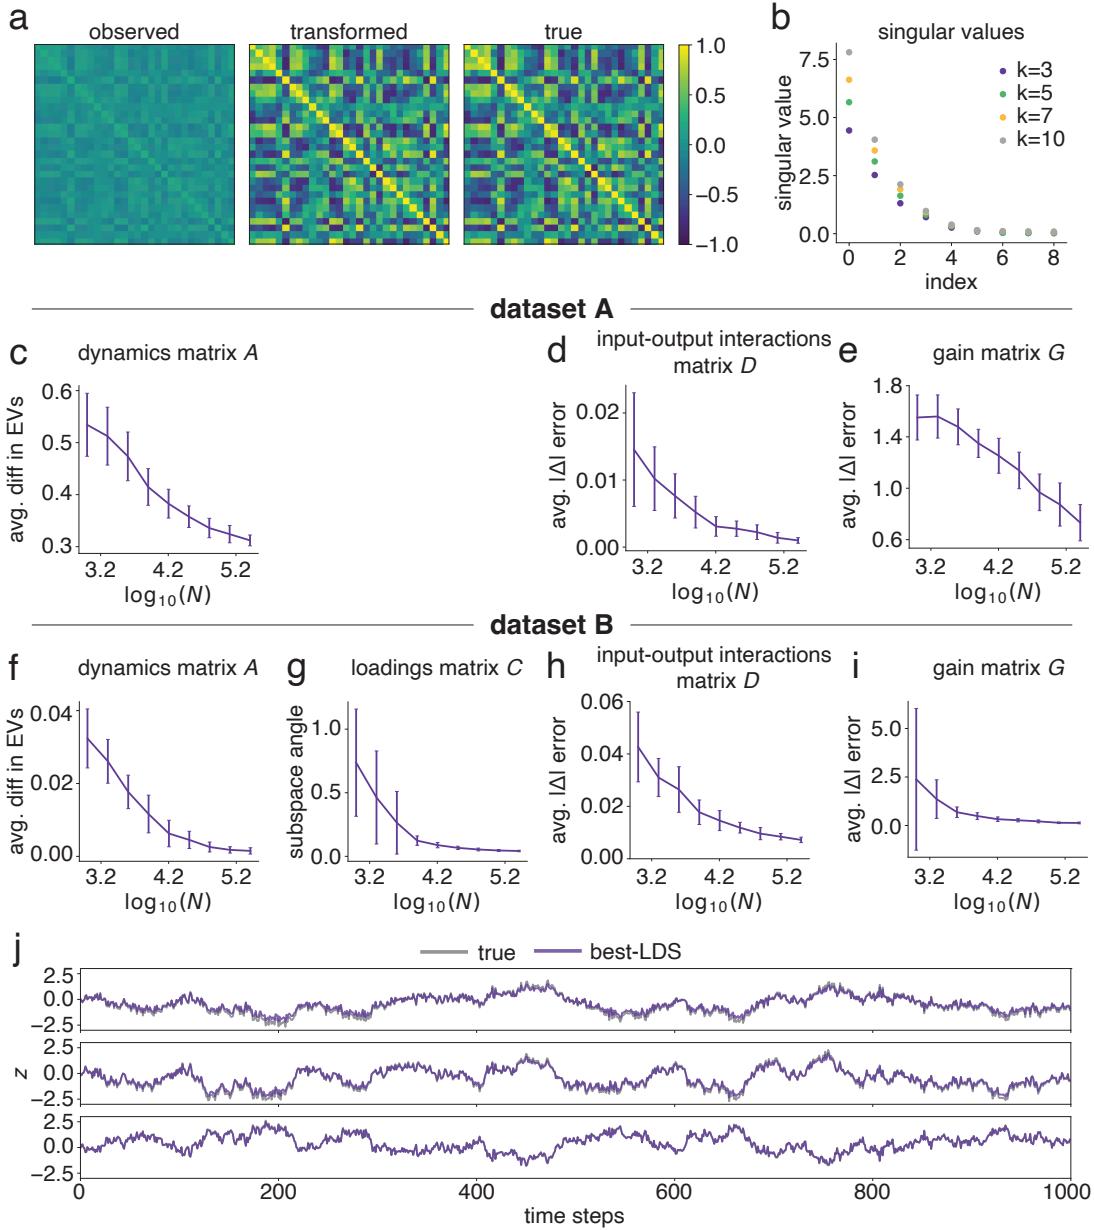 a
observed
transformed
true
1.0
0.5
0.0
−0.5
−1.0
b
singular values
singular value
7.5
5.0
2.5
0.0
k=3
k=5
k=7
k=10
0 2 4 6 8
index
dataset A
c
dynamics matrix A
avg. diff in EVs
0.6
0.5
0.4
0.3
3.2 4.2 5.2
log10(N)
d
input-output interactions
matrix D
avg. |Δ| error
0.02
0.01
0.00
3.2 4.2 5.2
log10(N)
e
gain matrix G
avg. |Δ| error
1.8
1.4
1.0
0.6
3.2 4.2 5.2
log10(N)
dataset B
f
dynamics matrix A
avg. diff in EVs
0.04
0.02
0.00
3.2 4.2 5.2
log10(N)
g
loadings matrix C
subspace angle
1.0
0.5
0.0
3.2 4.2 5.2
log10(N)
h
input-output interactions
matrix D
avg. |Δ| error
0.06
0.04
0.02
0.00
3.2 4.2 5.2
log10(N)
i
gain matrix G
avg. |Δ| error
5.0
2.5
0.0
3.2 4.2 5.2
log10(N)
j
true
best-LDS
2.5
0.0
−2.5
z
2.5
0.0
−2.5
2.5
0.0
−2.5
0 200 400 600 800 1000
time steps